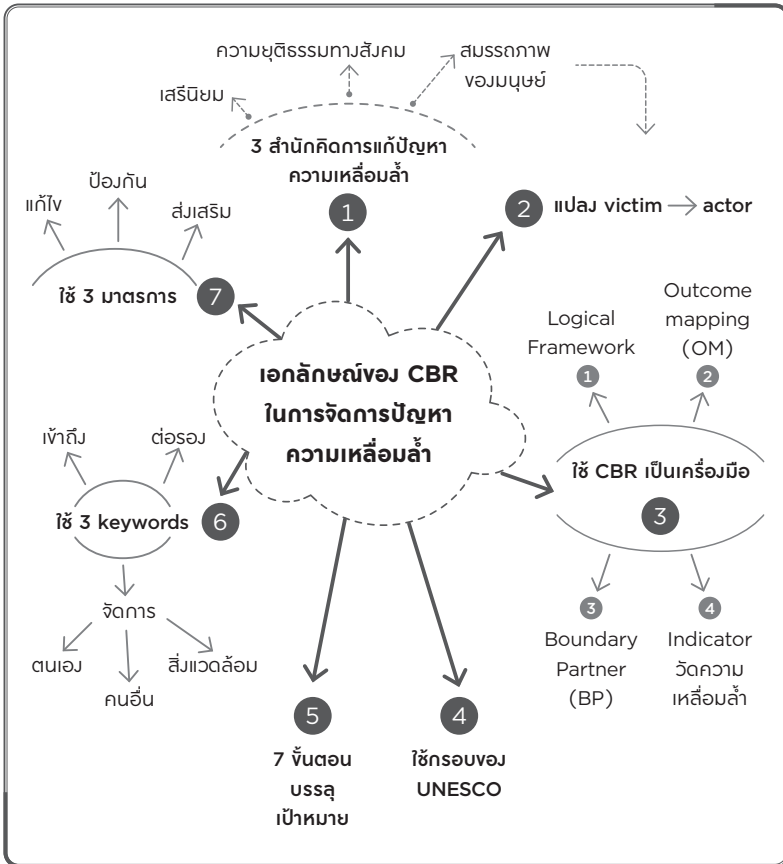 ความยุติธรรมทางสังคม
สมรรถภาพ
ของมนุษย์
เสรีนิยม
3 สำนักคิดการแก้ปัญหา
ความเหลื่อมล้ำ
1
2 แปลง victim → actor
ป้องกัน
แก้ไข
ส่งเสริม
ใช้ 3 มาตรการ 7
เอกลักษณ์ของ CBR
ในการจัดการปัญหา
ความเหลื่อมล้ำ
Logical
Framework
1
Outcome
mapping
(OM)
2
ใช้ CBR เป็นเครื่องมือ
3
3
Boundary
Partner
(BP)
4
Indicator
วัดความ
เหลื่อมล้ำ
เข้าถึง
ต่อรอง
ใช้ 3 keywords 6
จัดการ
ตนเอง
คนอื่น
สิ่งแวดล้อม
5
7 ขั้นตอน
บรรลุ
เป้าหมาย
4
ใช้กรอบของ
UNESCO